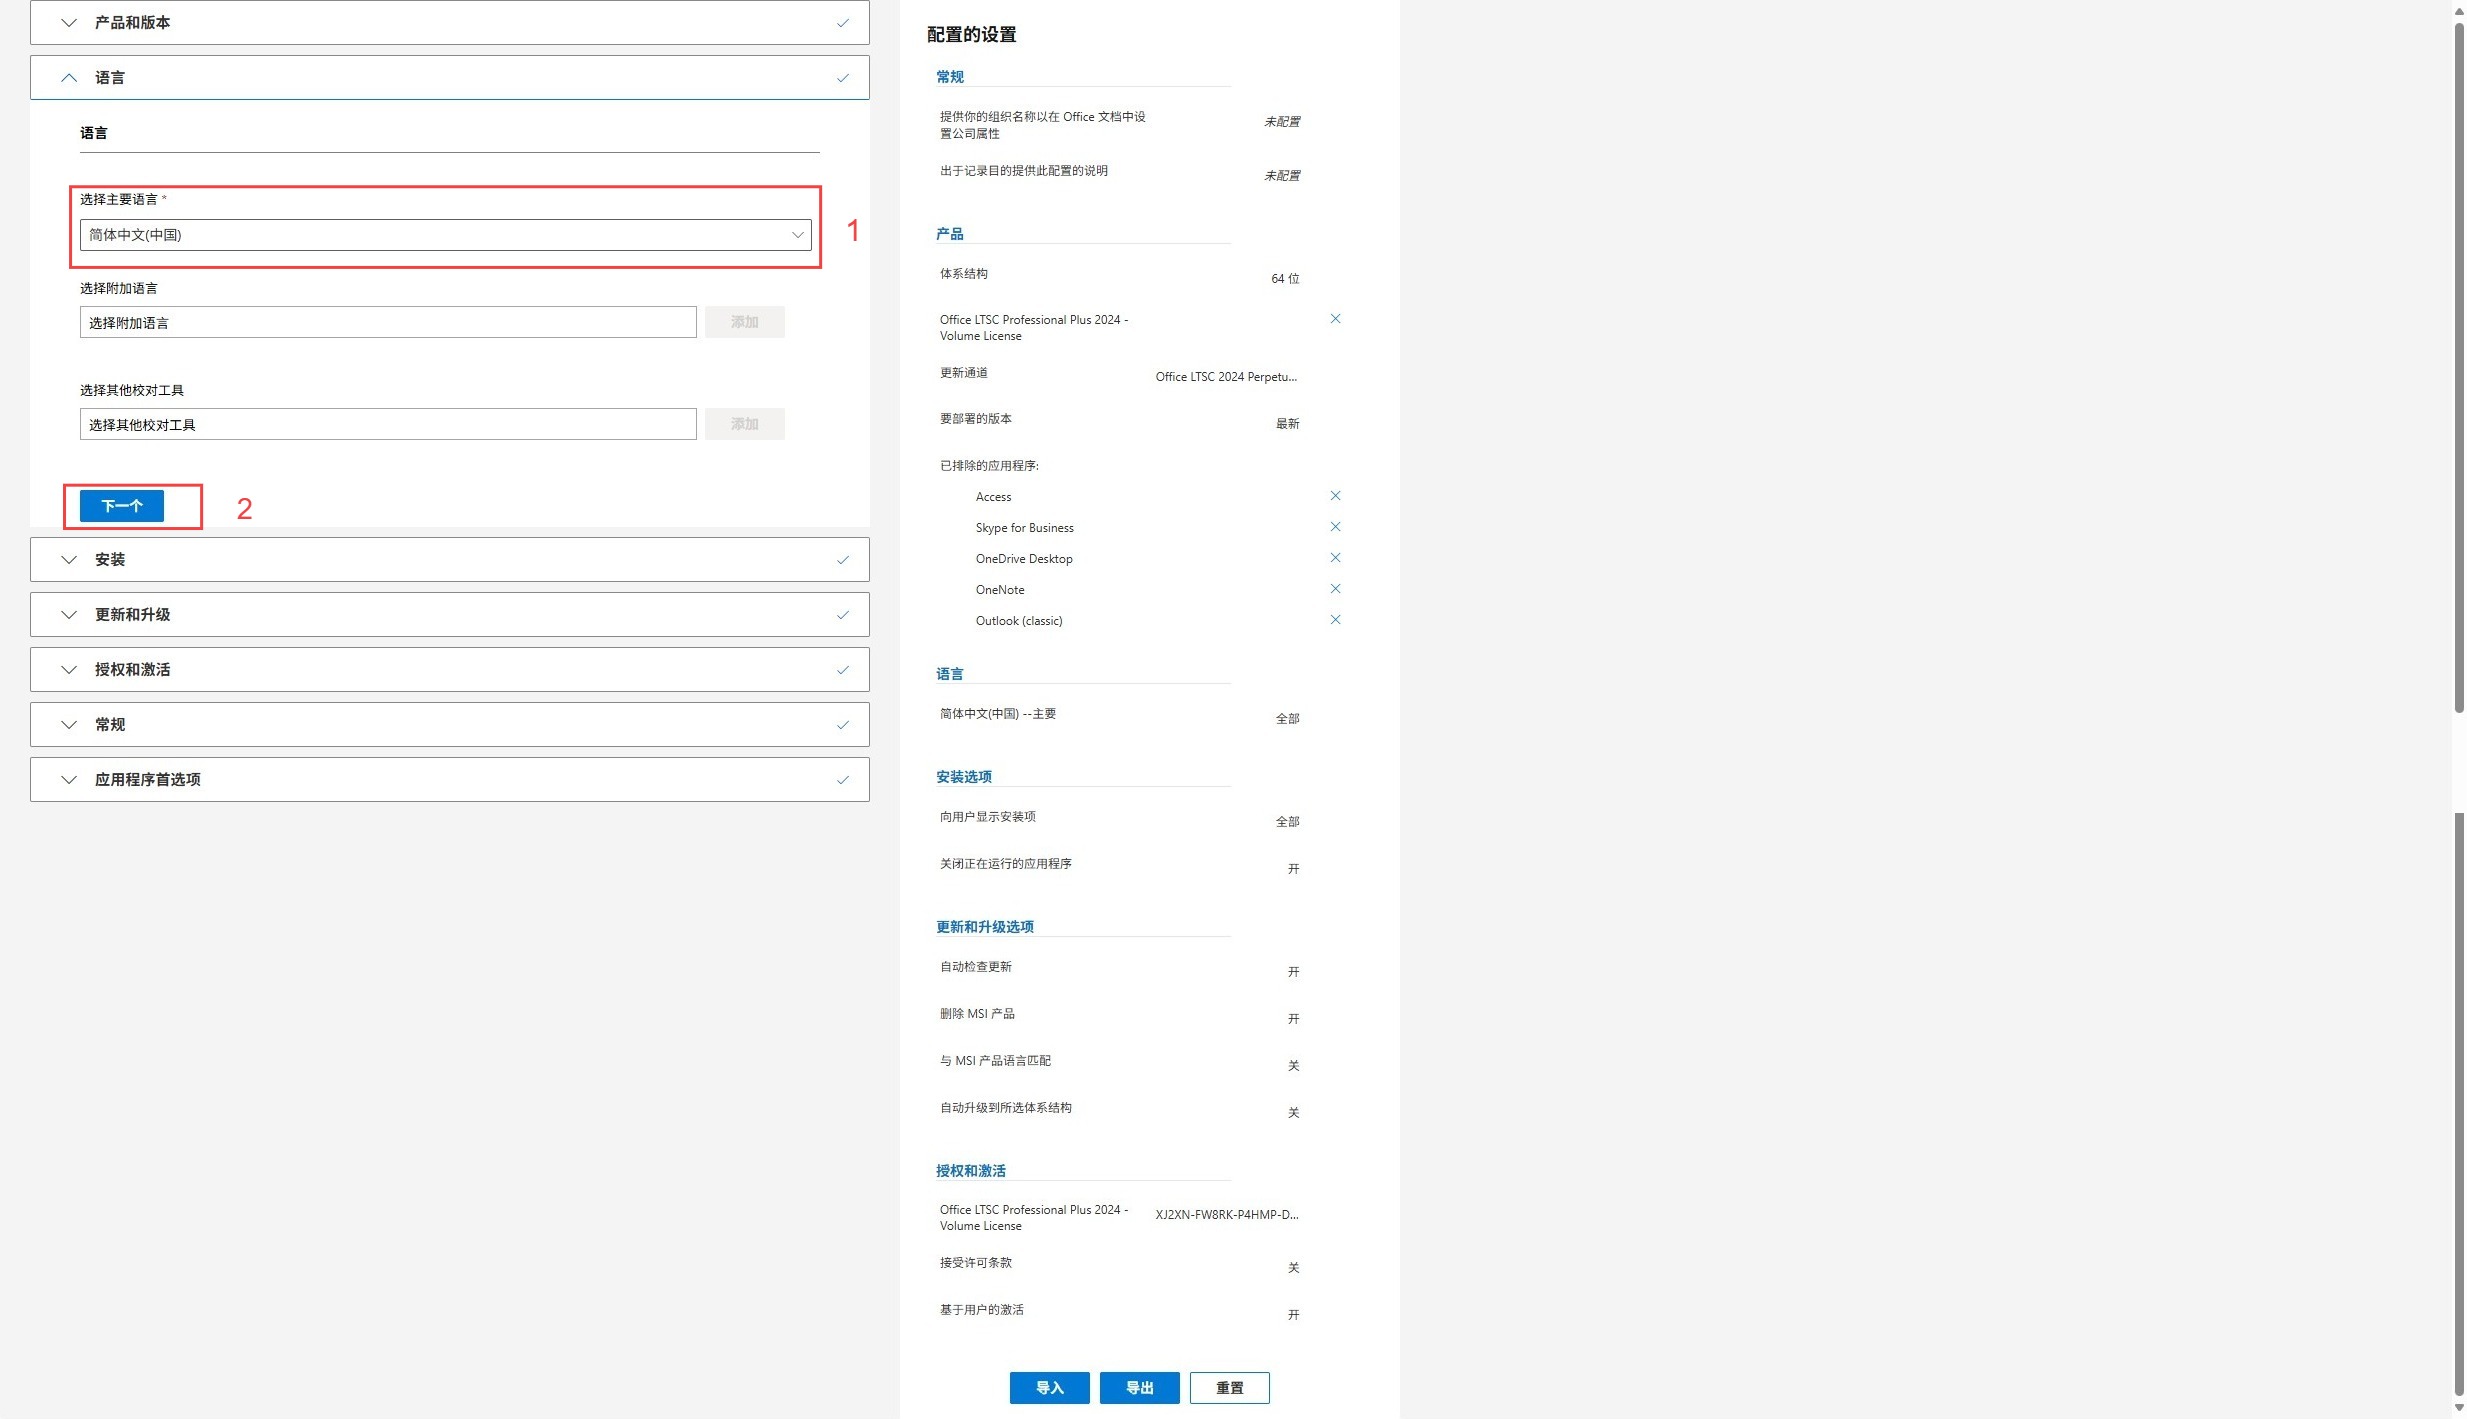 产品和版本
语言
语言
选择主要语言 *
简体中文(中国)
1
选择附加语言
选择附加语言
添加
选择其他校对工具
选择其他校对工具
添加
下一个
2
安装
更新和升级
授权和激活
常规
应用程序首选项
配置的设置
常规
提供你的组织名称以在 Office 文档中设
置公司属性
未配置
出于记录目的提供此配置的说明
未配置
产品
体系结构
64 位
Office LTSC Professional Plus 2024 -
Volume License
更新通道
Office LTSC 2024 Perpetu...
要部署的版本
最新
已排除的应用程序:
Access
Skype for Business
OneDrive Desktop
OneNote
Outlook (classic)
语言
简体中文(中国) --主要
全部
安装选项
向用户显示安装项
全部
关闭正在运行的应用程序
开
更新和升级选项
自动检查更新
开
删除 MSI 产品
开
与 MSI 产品语言匹配
关
自动升级到所选体系结构
关
授权和激活
Office LTSC Professional Plus 2024 -
Volume License
XJ2XN-FW8RK-P4HMP-D...
接受许可条款
关
基于用户的激活
开
导入
导出
重置